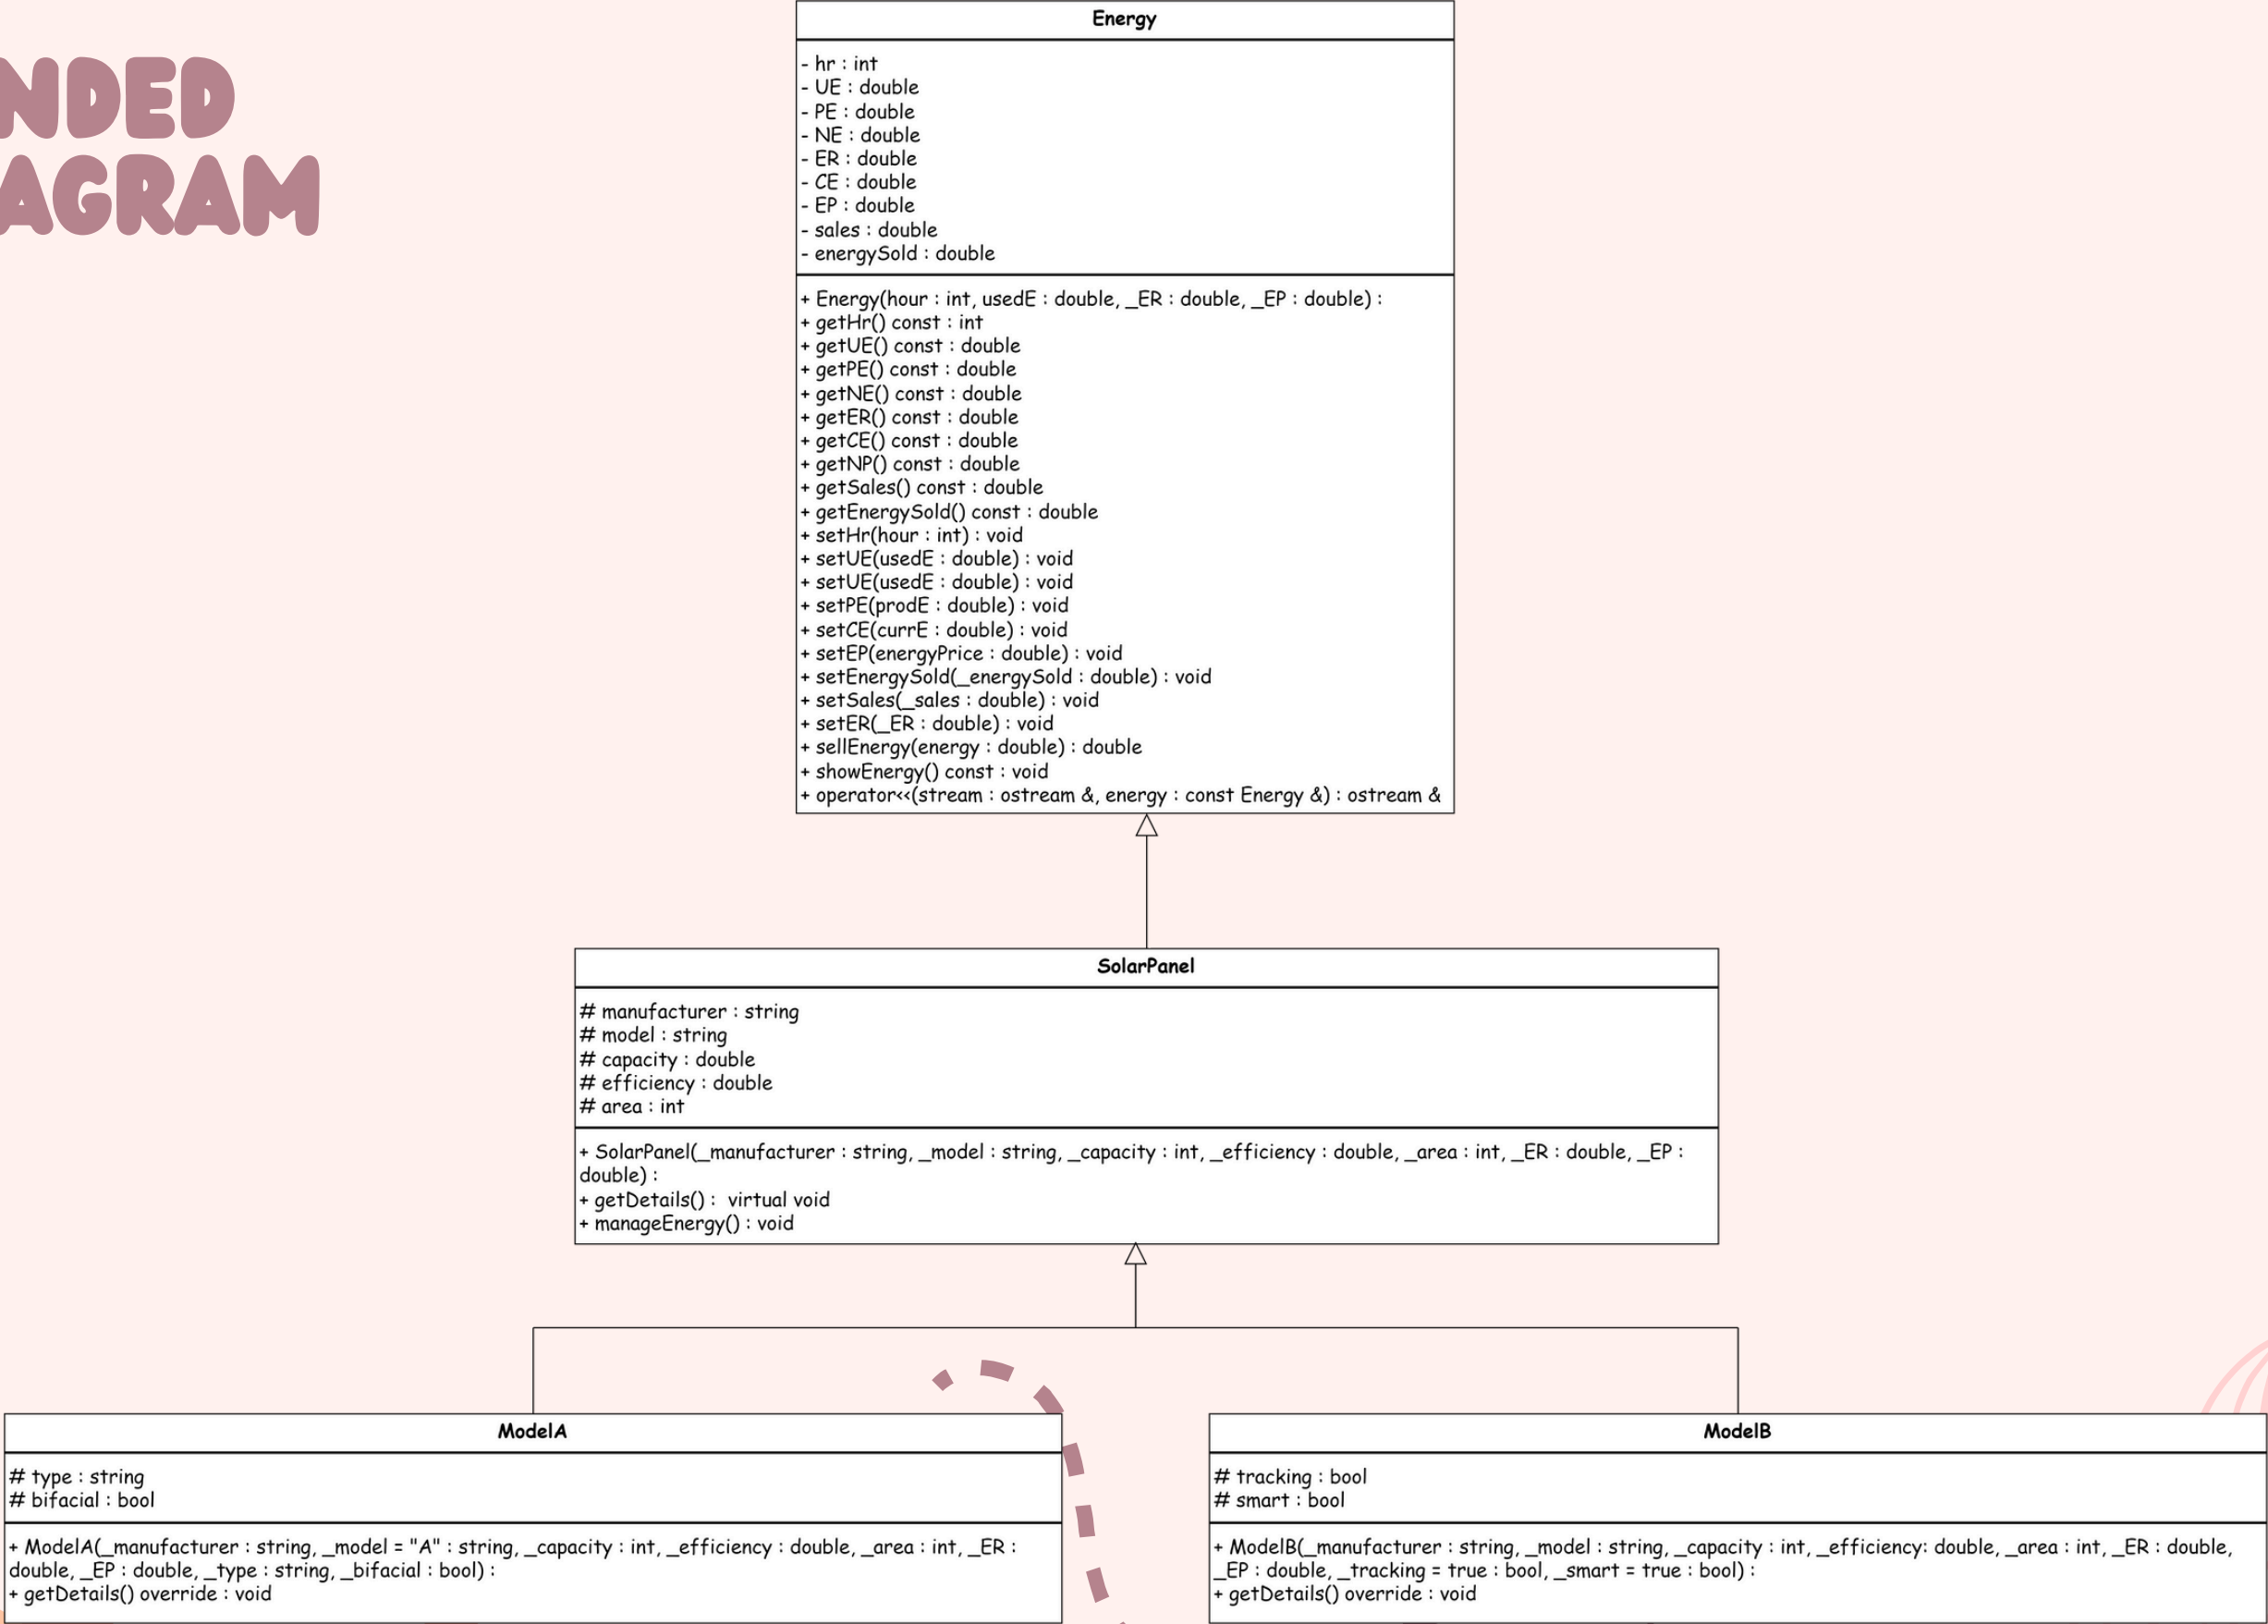 NDED
AGRAM
Energy
- hr : int
- UE : double
- PE : double
- NE : double
- ER : double
- CE : double
- EP : double
- sales : double
- energySold : double
+ Energy(hour : int, usedE : double, _ER : double, _EP : double) :
+ getHr() const : int
+ getUE() const : double
+ getPE() const : double
+ getNE() const : double
+ getER() const : double
+ getCE() const : double
+ getNP() const : double
+ getSales() const : double
+ getEnergySold() const : double
+ setHr(hour : int) : void
+ setUE(usedE : double) : void
+ setUE(usedE : double) : void
+ setPE(prodE : double) : void
+ setCE(currE : double) : void
+ setEP(energyPrice : double) : void
+ setEnergySold(_energySold : double) : void
+ setSales(_sales : double) : void
+ setER(_ER : double) : void
+ sellEnergy(energy : double) : double
+ showEnergy() const : void
+ operator<<(stream : ostream &, energy : const Energy &) : ostream &
SolarPanel
# manufacturer : string
# model : string
# capacity : double
# efficiency : double
# area : int
+ SolarPanel(_manufacturer : string, _model : string, _capacity : int, _efficiency : double, _area : int, _ER : double, _EP :
double) :
+ getDetails() :  virtual void
+ manageEnergy() : void
ModelA
# type : string
# bifacial : bool
+ ModelA(_manufacturer : string, _model = "A" : string, _capacity : int, _efficiency : double, _area : int, _ER :
double, _EP : double, _type : string, _bifacial : bool) :
+ getDetails() override : void
ModelB
# tracking : bool
# smart : bool
+ ModelB(_manufacturer : string, _model : string, _capacity : int, _efficiency: double, _area : int, _ER : double,
_EP : double, _tracking = true : bool, _smart = true : bool) :
+ getDetails() override : void